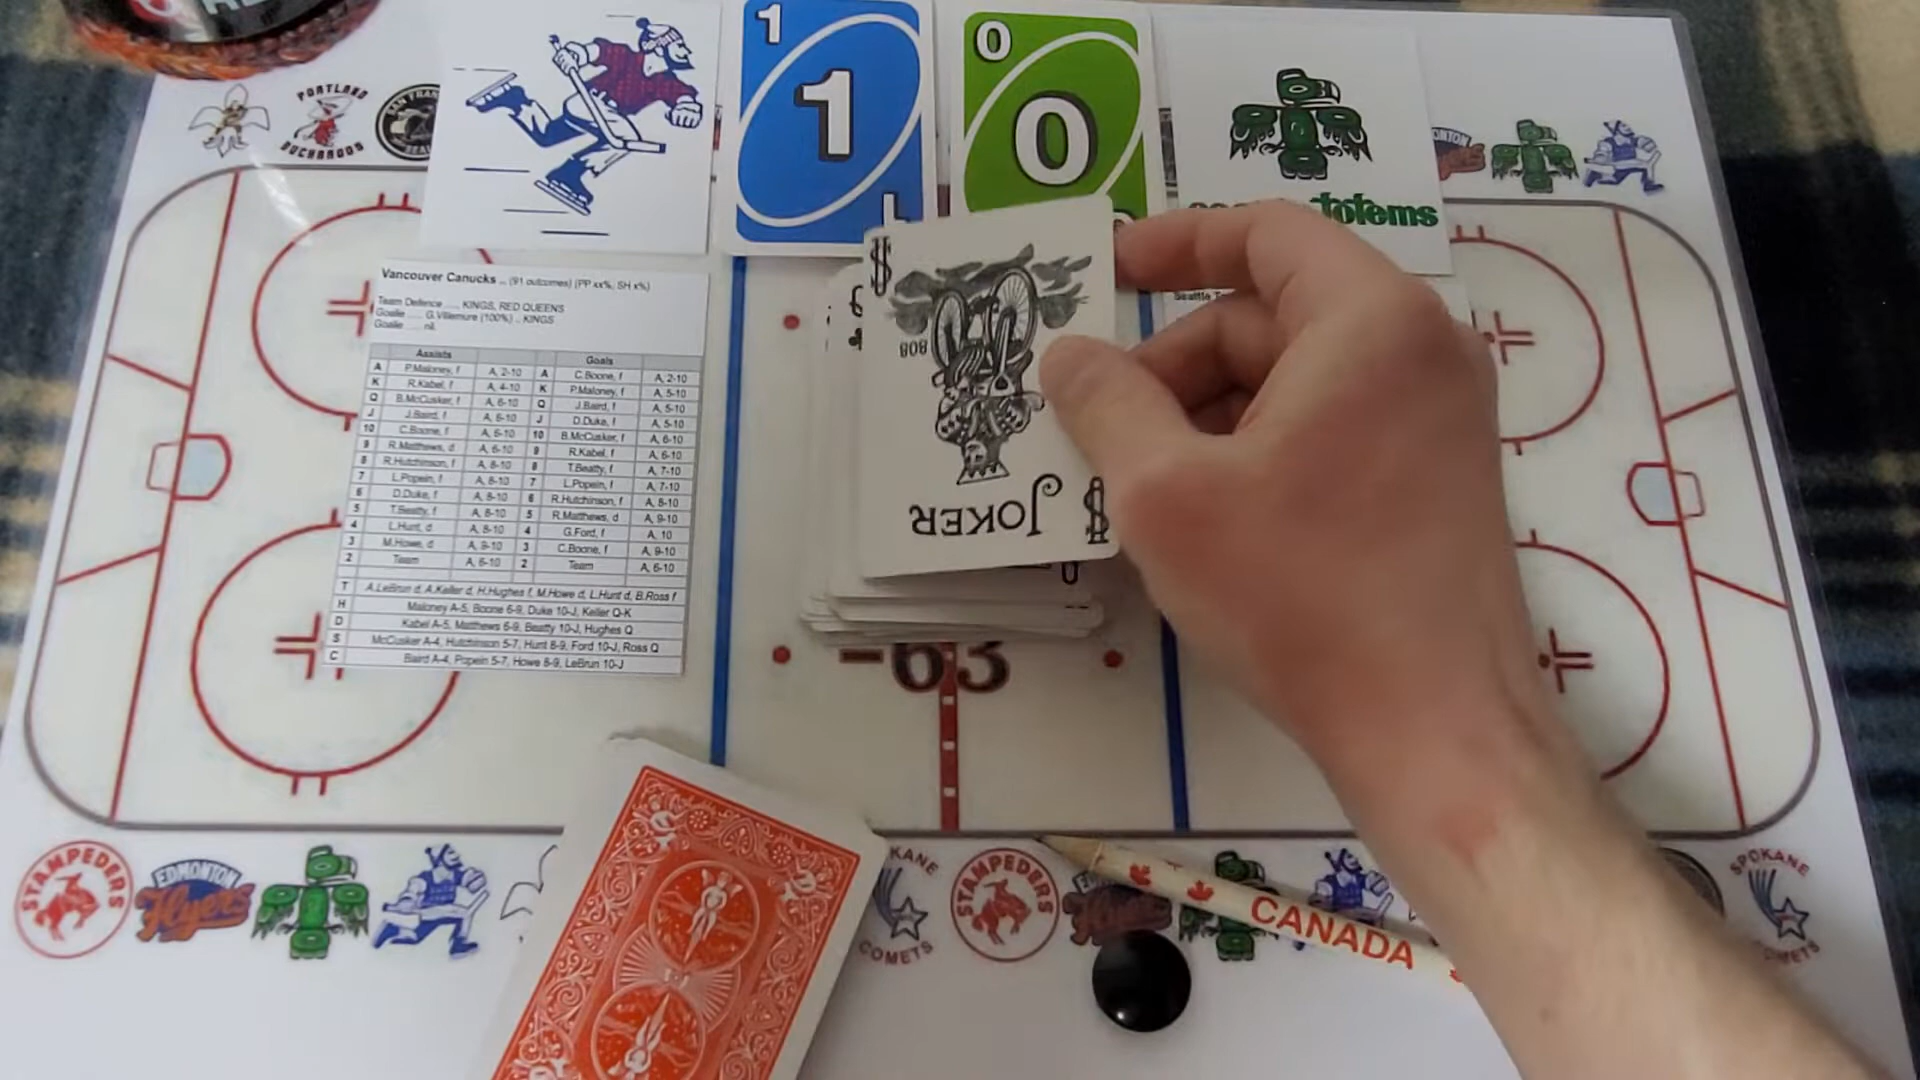 PORTLAND
BUCKAROOS
1
1
0
0
totems
Vancouver Canucks ... (91 outcomes) (PP xx%, SH x%)
Team Defence ..... KINGS, RED QUEENS
Goalie ..... G.Villemure (100%) .. KINGS
Goalie ..... nil.
Assists Goals
A P.Maloney, f A, 2-10 A C.Boone, f A, 2-10
K R.Kabel, f A, 4-10 K P.Maloney, f A, 5-10
Q B.McCusker, f A, 6-10 Q J.Baird, f A, 5-10
J J.Baird, f A, 6-10 J D.Duke, f A, 5-10
10 C.Boone, f A, 6-10 10 B.McCusker, f A, 6-10
9 R.Matthews, d A, 6-10 9 R.Kabel, f A, 6-10
8 R.Hutchinson, f A, 8-10 8 T.Beatty, f A, 7-10
7 L.Popein, f A, 8-10 7 L.Popein, f A, 7-10
6 D.Duke, f A, 8-10 6 R.Hutchinson, f A, 8-10
5 T.Beatty, f A, 8-10 5 R.Matthews, d A, 9-10
4 L.Hunt, d A, 8-10 4 G.Ford, f A, 10
3 M.Howe, d A, 9-10 3 C.Boone, f A, 9-10
2 Team A, 6-10 2 Team A, 6-10
T A.LeBrun d, A.Keller d, H.Hughes f, M.Howe d, L.Hunt d, B.Ross f
H Maloney A-5, Boone 6-9, Duke 10-J, Keller Q-K
D Kabel A-5, Matthews 6-9, Beatty 10-J, Hughes Q
S McCusker A-4, Hutchinson 5-7, Hunt 8-9, Ford 10-J, Ross Q
C Baird A-4, Popein 5-7, Howe 8-9, LeBrun 10-J
Seattle
808
JOKER
-63
STAMPEDERS
EDMONTON
Flyers
KANE
COMETS
STAMPEDERS
CANADA
SPOKANE
COMETS